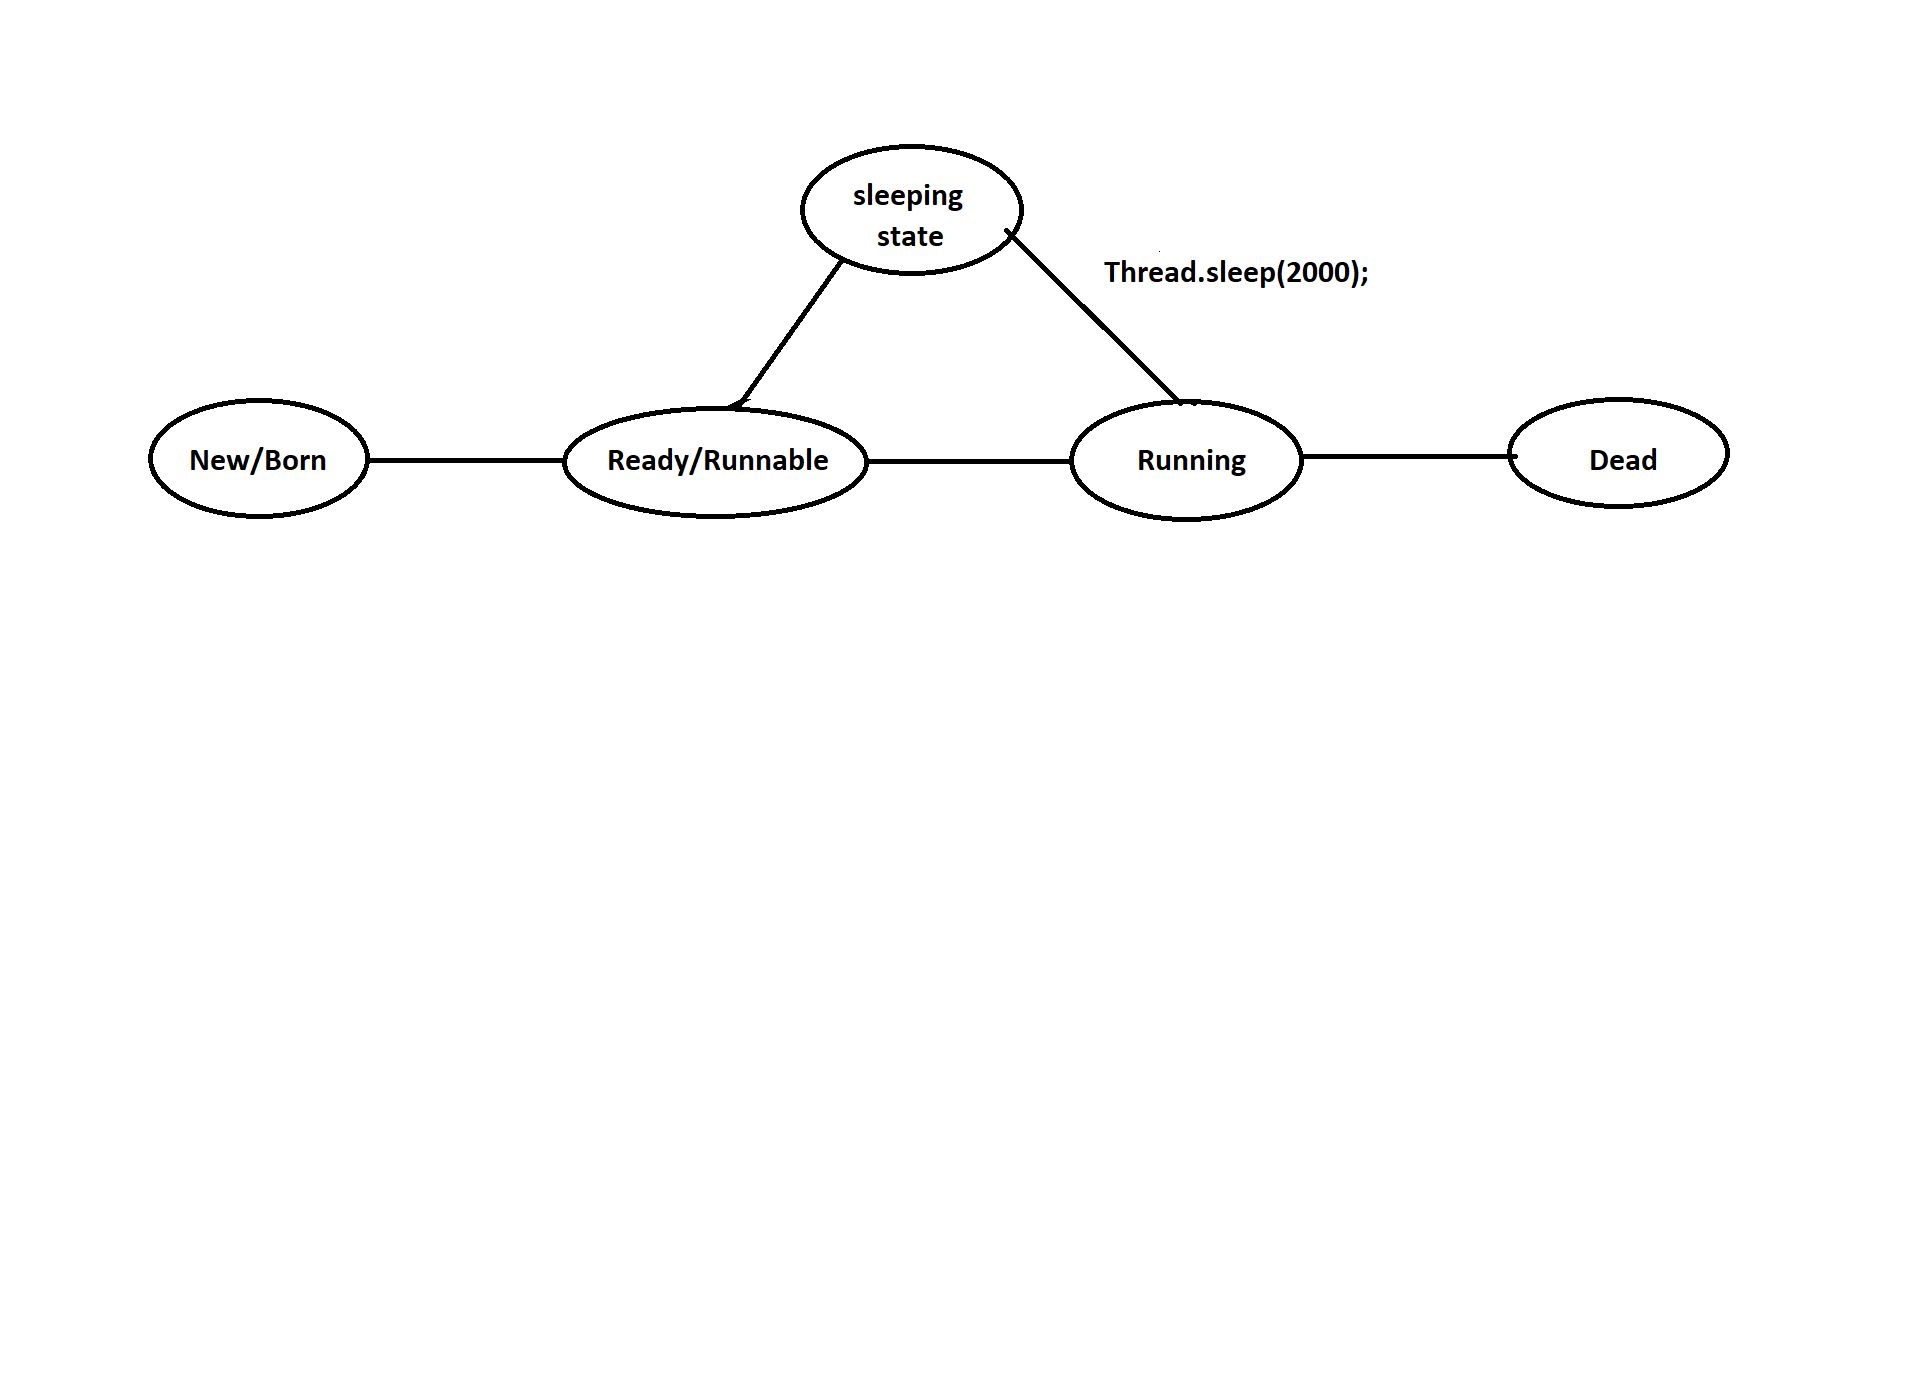 sleeping
state
Thread.sleep(2000);
New/Born
Ready/Runnable
Running
Dead